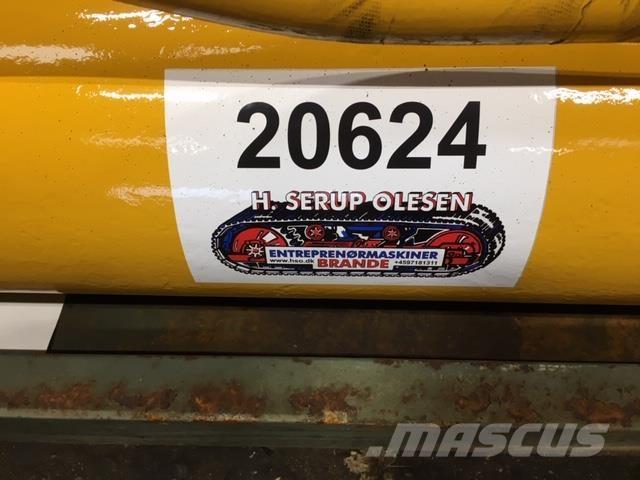 20624
H. SERUP OLESEN
ENTREPRENØRMASKINER
www.hso.dk BRANDE +4597181311
MASCUS